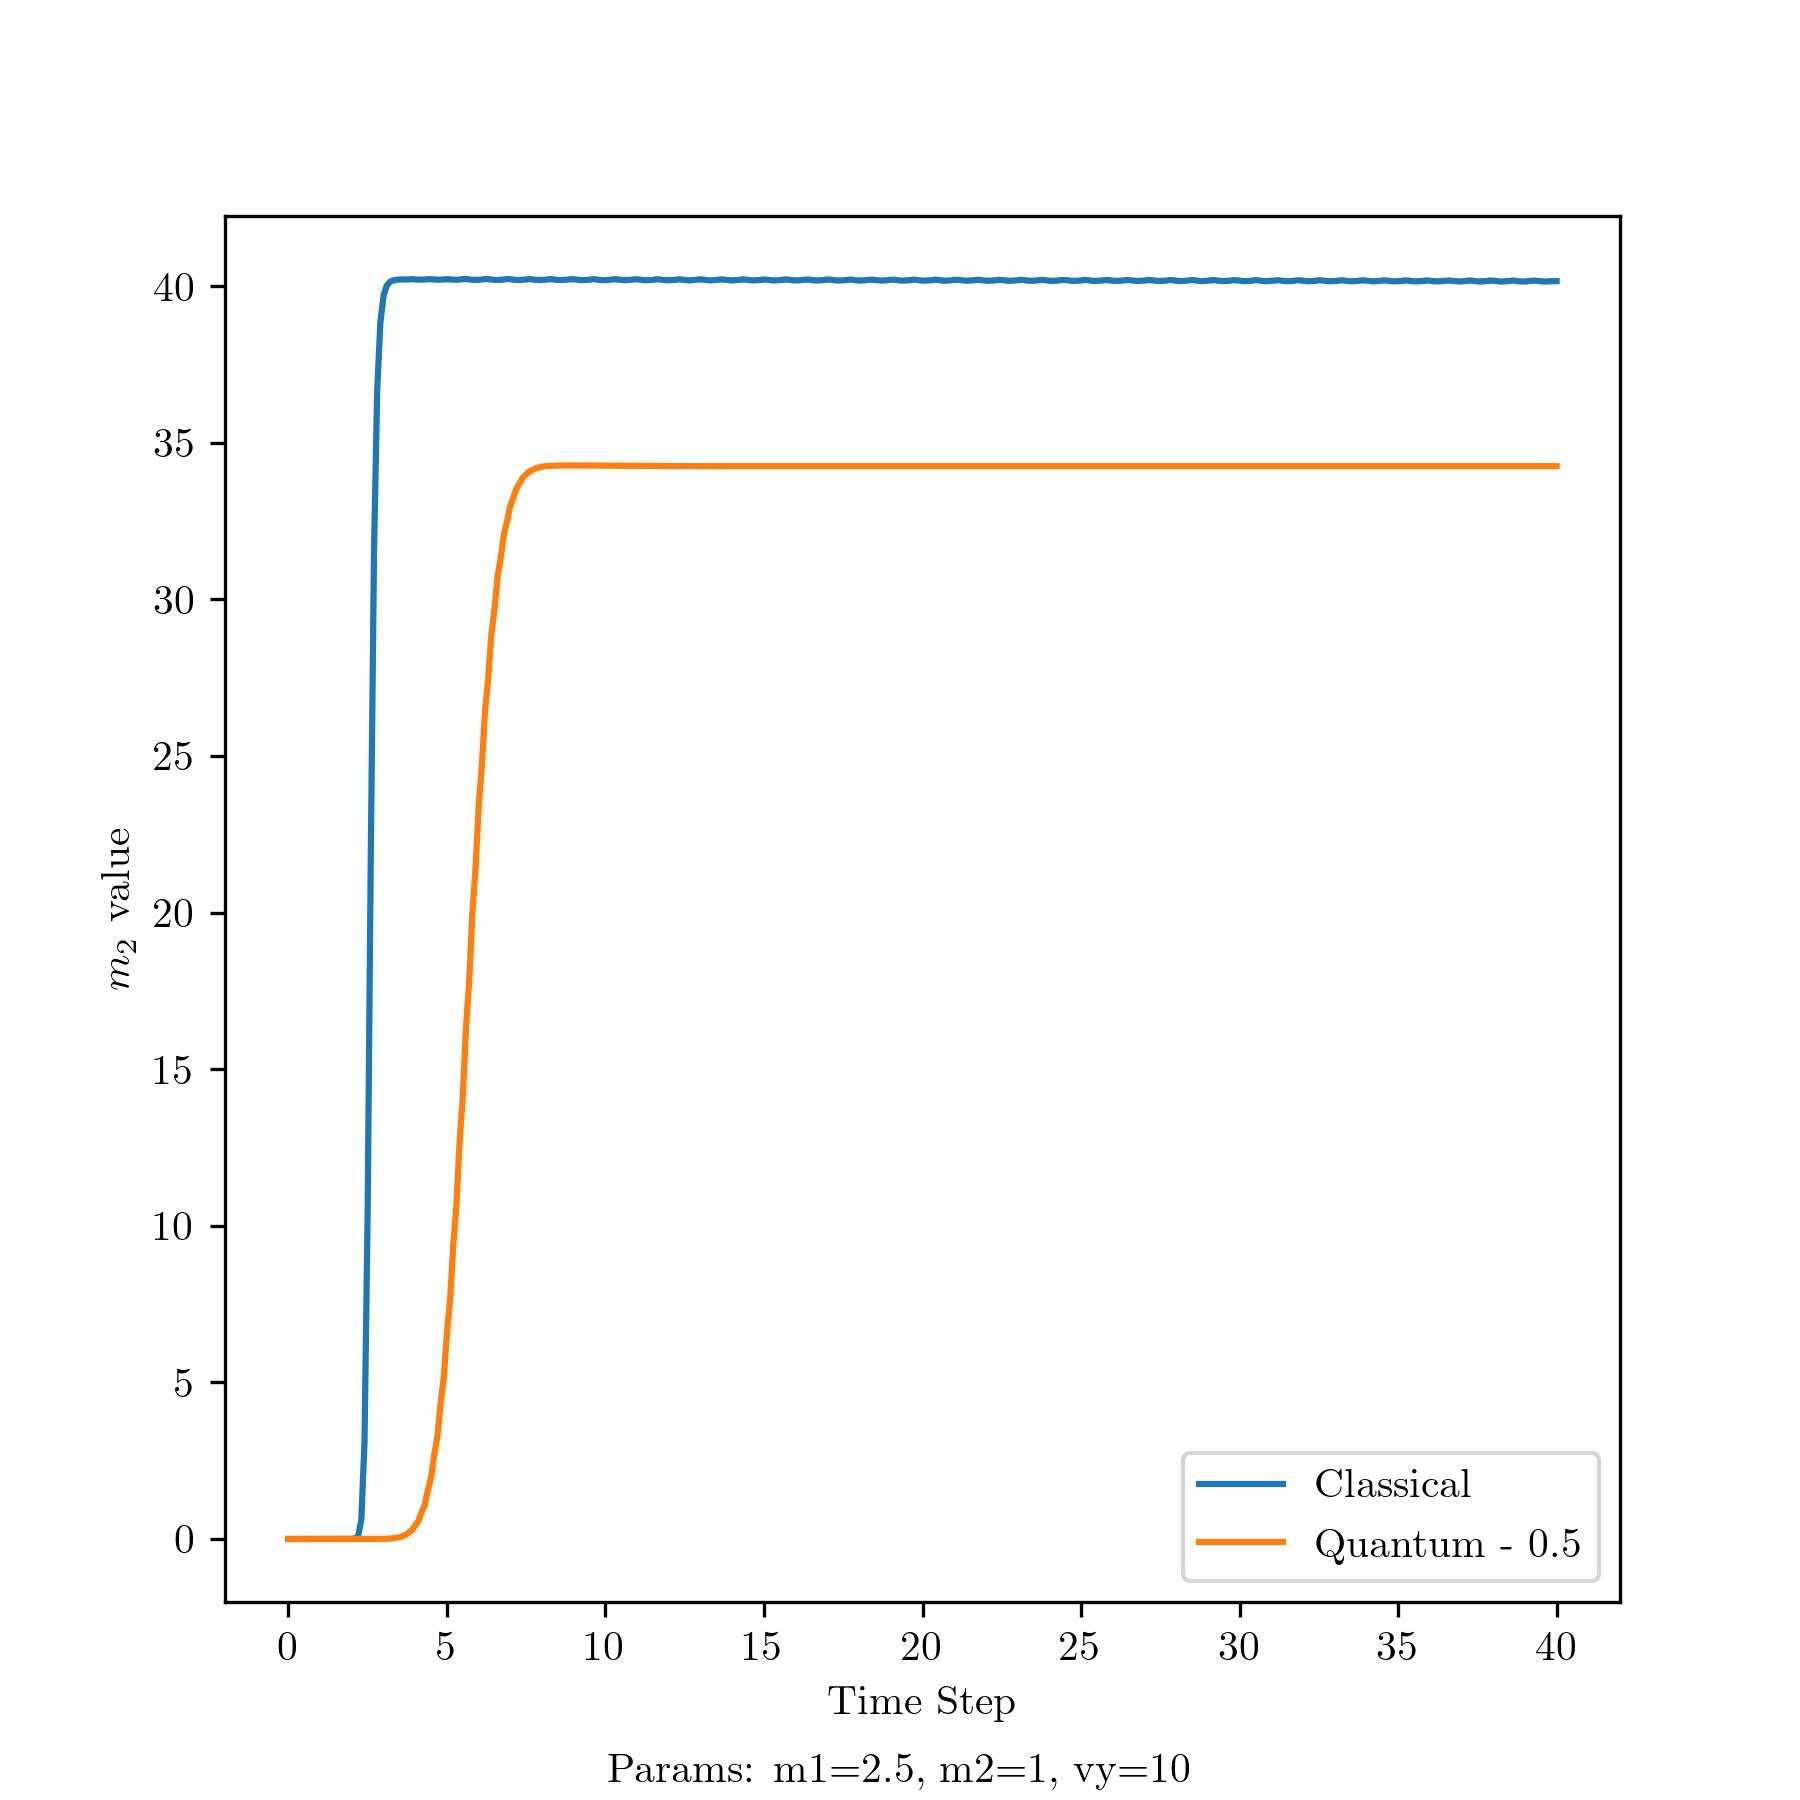 40
35
30
25
20
15
10
5
0
m₂ value
Classical
Quantum - 0.5
0 5 10 15 20 25 30 35 40
Time Step
Params: m1=2.5, m2=1, vy=10